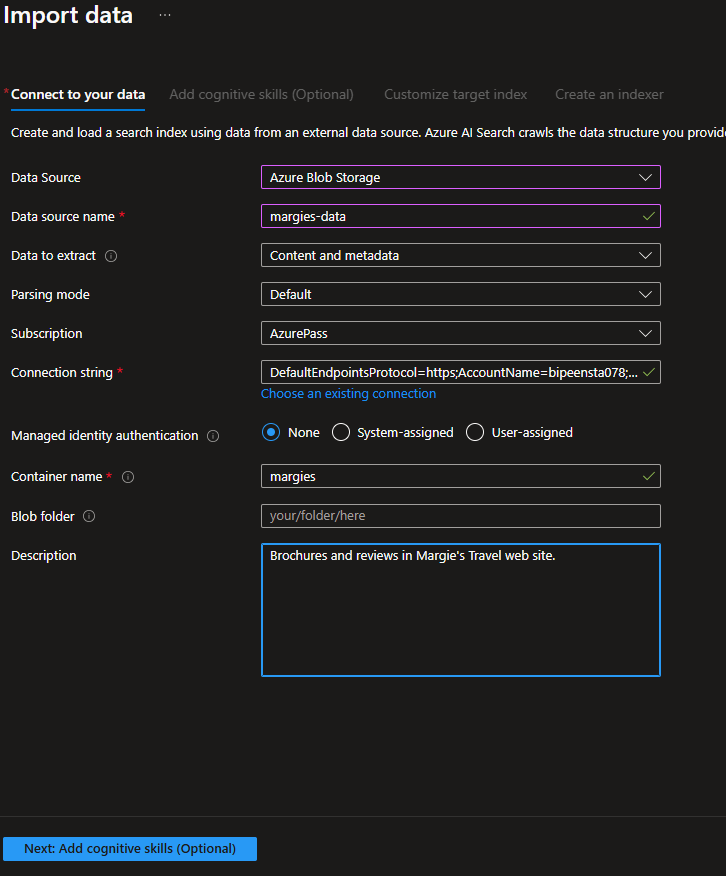 Import data ...
* Connect to your data Add cognitive skills (Optional) Customize target index Create an indexer
Create and load a search index using data from an external data source. Azure AI Search crawls the data structure you provide
Data Source Azure Blob Storage
Data source name * margies-data
Data to extract Content and metadata
Parsing mode Default
Subscription AzurePass
Connection string * DefaultEndpointsProtocol=https;AccountName=bipeensta078;...
Choose an existing connection
Managed identity authentication None System-assigned User-assigned
Container name * margies
Blob folder your/folder/here
Description Brochures and reviews in Margie's Travel web site.
Next: Add cognitive skills (Optional)